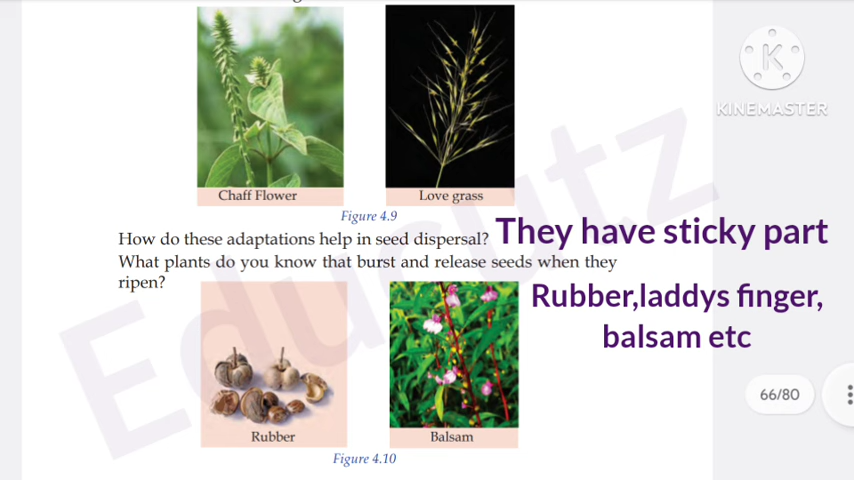 KINEMASTER
Chaff Flower
Love grass
Figure 4.9
How do these adaptations help in seed dispersal?
They have sticky part
What plants do you know that burst and release seeds when they
ripen?
Rubber,laddys finger,
balsam etc
Rubber
Balsam
Figure 4.10
66/80
Educutz